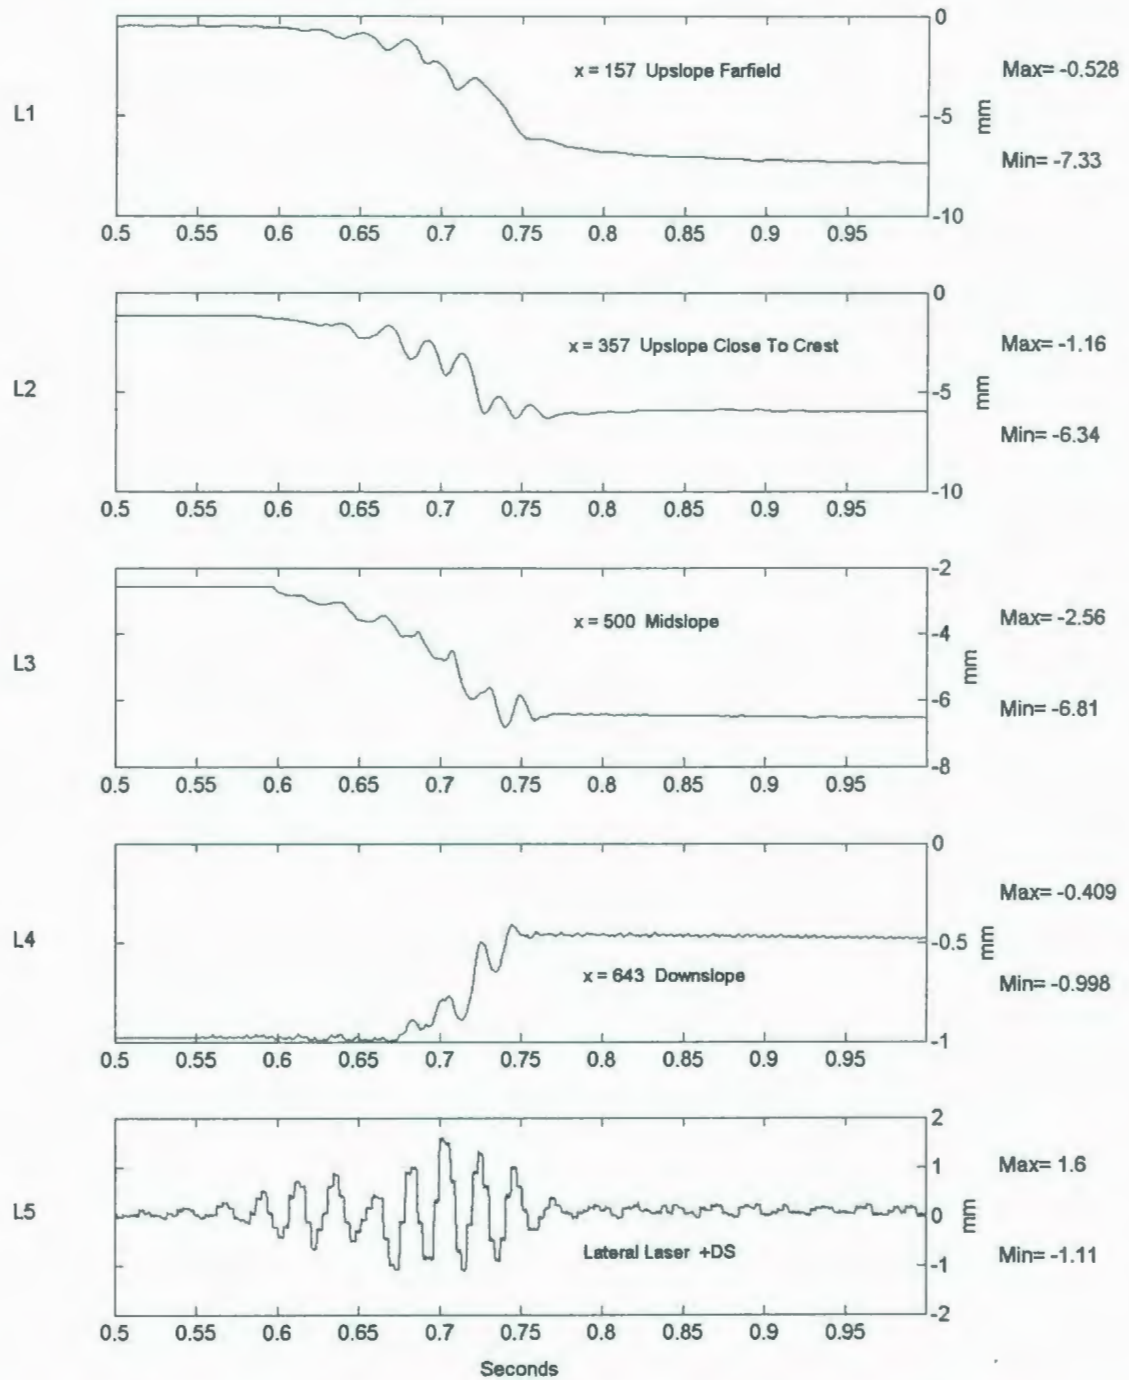 0
x = 157 Upslope Farfield
Max= -0.528
L1
-5
mm
Min= -7.33
-10
0.5 0.55 0.6 0.65 0.7 0.75 0.8 0.85 0.9 0.95
0
x = 357 Upslope Close To Crest
Max= -1.16
L2
-5
mm
Min= -6.34
-10
0.5 0.55 0.6 0.65 0.7 0.75 0.8 0.85 0.9 0.95
-2
x = 500 Midslope
Max= -2.56
-4
L3
mm
-6
Min= -6.81
-8
0.5 0.55 0.6 0.65 0.7 0.75 0.8 0.85 0.9 0.95
0
Max= -0.409
L4
-0.5
mm
x = 643 Downslope
Min= -0.998
-1
0.5 0.55 0.6 0.65 0.7 0.75 0.8 0.85 0.9 0.95
2
1
Max= 1.6
L5
0
mm
Lateral Laser +DS
Min= -1.11
-1
-2
0.5 0.55 0.6 0.65 0.7 0.75 0.8 0.85 0.9 0.95
Seconds